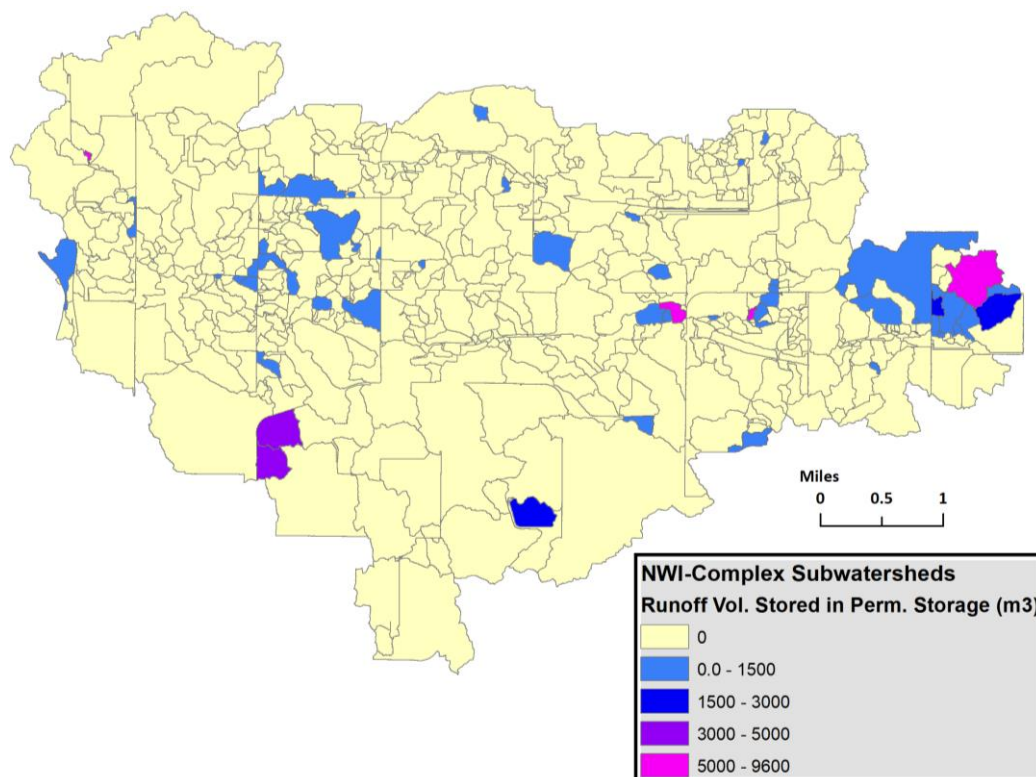 Miles
0 0.5 1
NWI-Complex Subwatersheds
Runoff Vol. Stored in Perm. Storage (m3)
0
0.0 - 1500
1500 - 3000
3000 - 5000
5000 - 9600